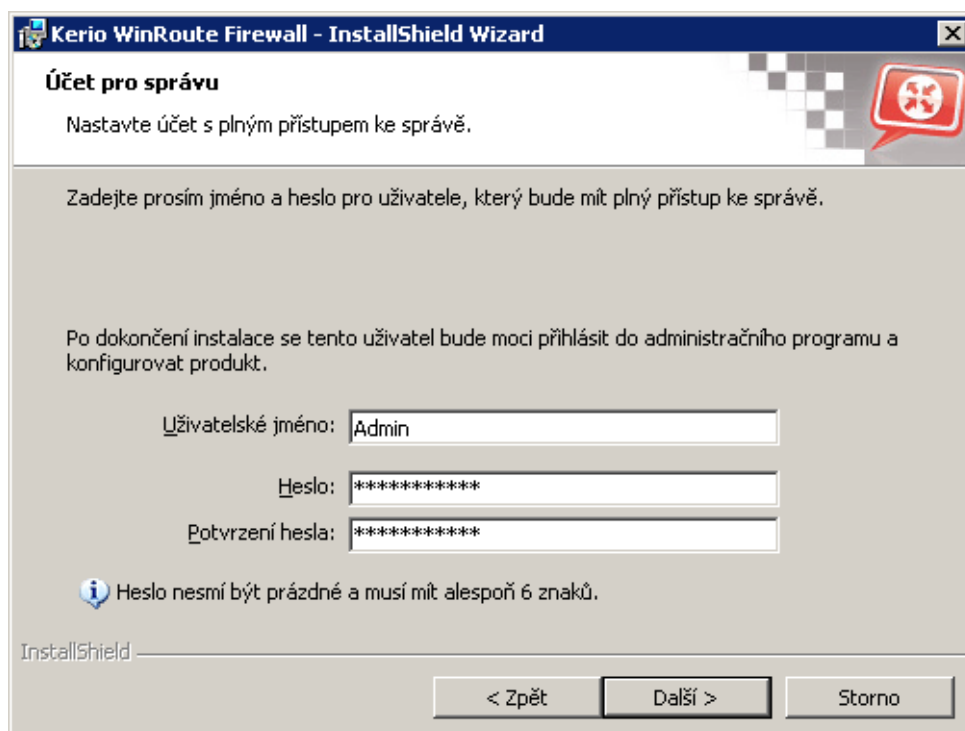 Kerio WinRoute Firewall - InstallShield Wizard
Účet pro správu
Nastavte účet s plným přístupem ke správě.
Zadejte prosím jméno a heslo pro uživatele, který bude mít plný přístup ke správě.
Po dokončení instalace se tento uživatel bude moci přihlásit do administračního programu a
konfigurovat produkt.
Uživatelské jméno: Admin
Heslo: ***********
Potvrzení hesla: ***********
Heslo nesmí být prázdné a musí mít alespoň 6 znaků.
InstallShield
< Zpět Další > Storno